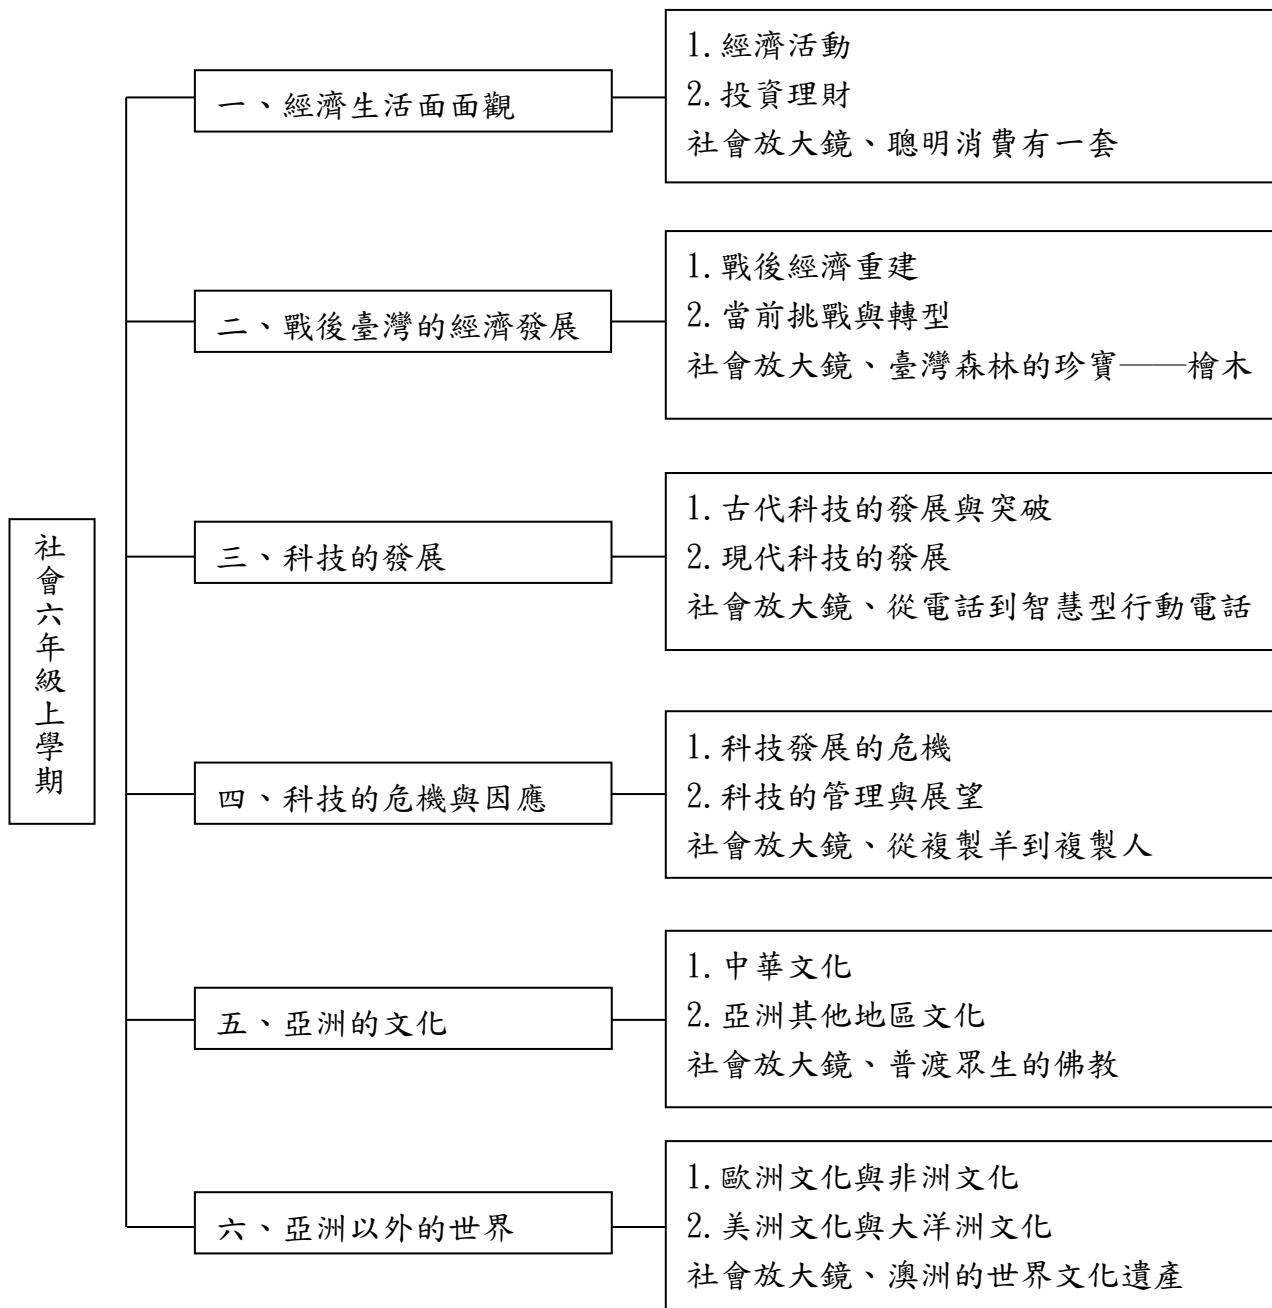 社會六年級上學期
一、經濟生活面面觀
1.經濟活動
2.投資理財
社會放大鏡、聰明消費有一套
二、戰後臺灣的經濟發展
1.戰後經濟重建
2.當前挑戰與轉型
社會放大鏡、臺灣森林的珍寶——檜木
三、科技的發展
1.古代科技的發展與突破
2.現代科技的發展
社會放大鏡、從電話到智慧型行動電話
四、科技的危機與因應
1.科技發展的危機
2.科技的管理與展望
社會放大鏡、從複製羊到複製人
五、亞洲的文化
1.中華文化
2.亞洲其他地區文化
社會放大鏡、普渡眾生的佛教
六、亞洲以外的世界
1.歐洲文化與非洲文化
2.美洲文化與大洋洲文化
社會放大鏡、澳洲的世界文化遺產